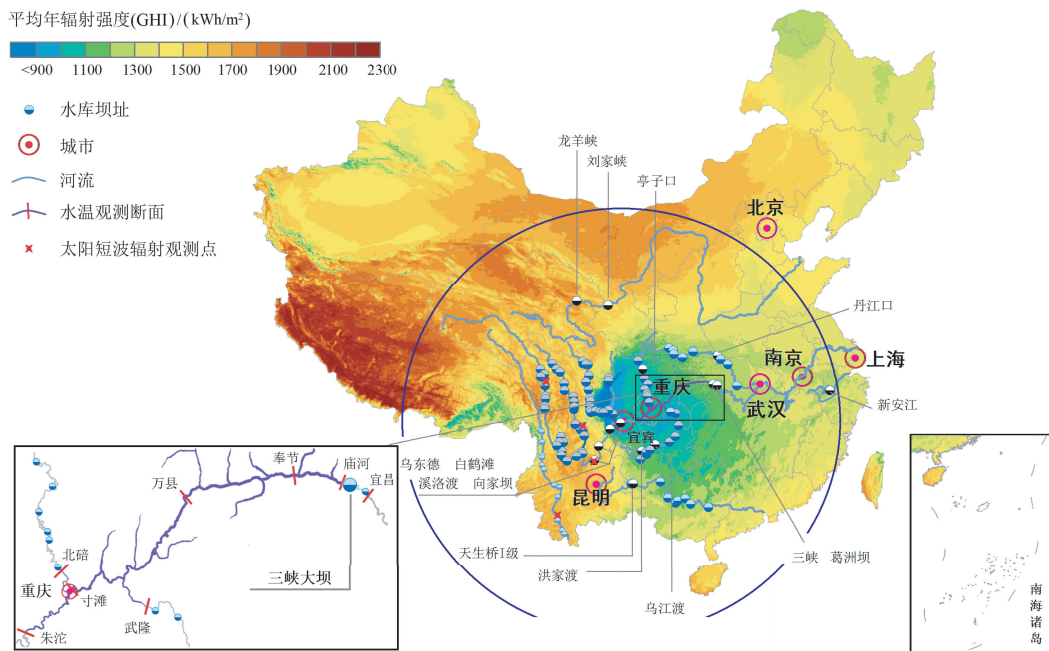 平均年辐射强度(GHI)/(kWh/m²)
<900 1100 1300 1500 1700 1900 2100 2300
水库坝址
城市
河流
水温观测断面
太阳短波辐射观测点
龙羊峡
刘家峡
亭子口
北京
丹江口
南京
上海
重庆
武汉
新安江
宜宾
乌东德 白鹤滩
溪洛渡 向家坝
昆明
天生桥I级
洪家渡
乌江渡
三峡 葛洲坝
奉节
庙河
宜昌
万县
北碚
三峡大坝
重庆
寸滩
武隆
朱沱
南海诸岛